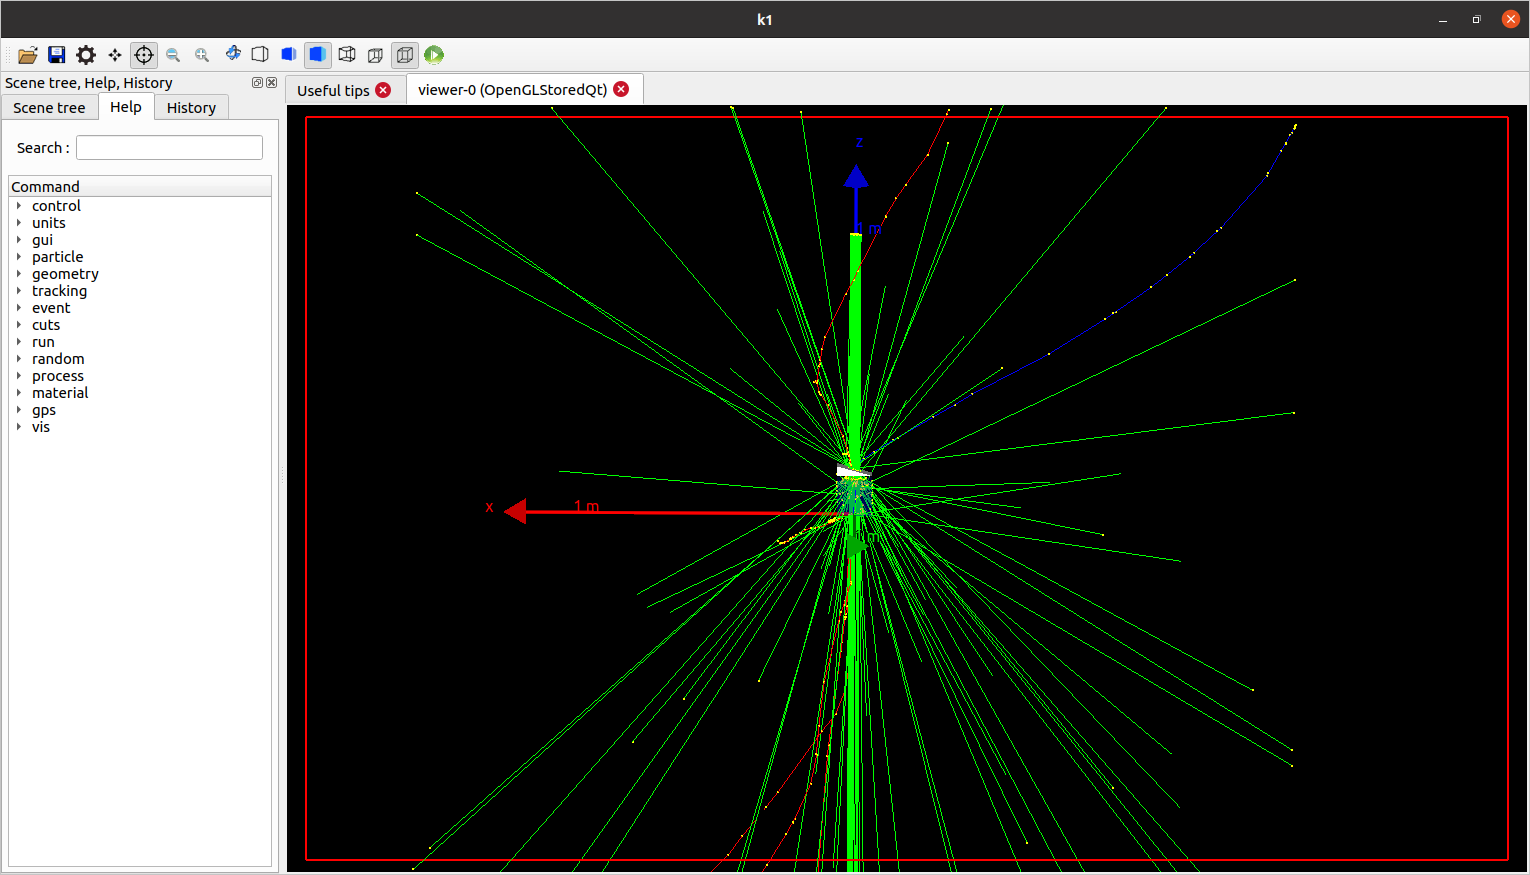 k1
Scene tree, Help, History
Scene tree
Help
History
Useful tips
viewer-0 (OpenGLStoredQt)
Search :
Command
control
units
gui
particle
geometry
tracking
event
cuts
run
random
process
material
gps
vis
z
1 m
x
1 m
m